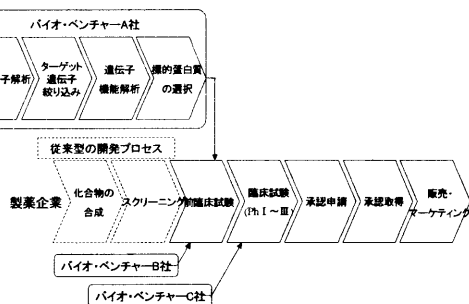 バイオ・ベンチャーA社
子解析
ターゲット
遺伝子
絞り込み
遺伝子
機能解析
標的蛋白質
の選択
従来型の開発プロセス
製薬企業
化合物の
合成
スクリーニング
前臨床試験
臨床試験
(PhⅠ~Ⅲ)
承認申請
承認取得
販売・
マーケティング
バイオ・ベンチャーB社
バイオ・ベンチャーC社